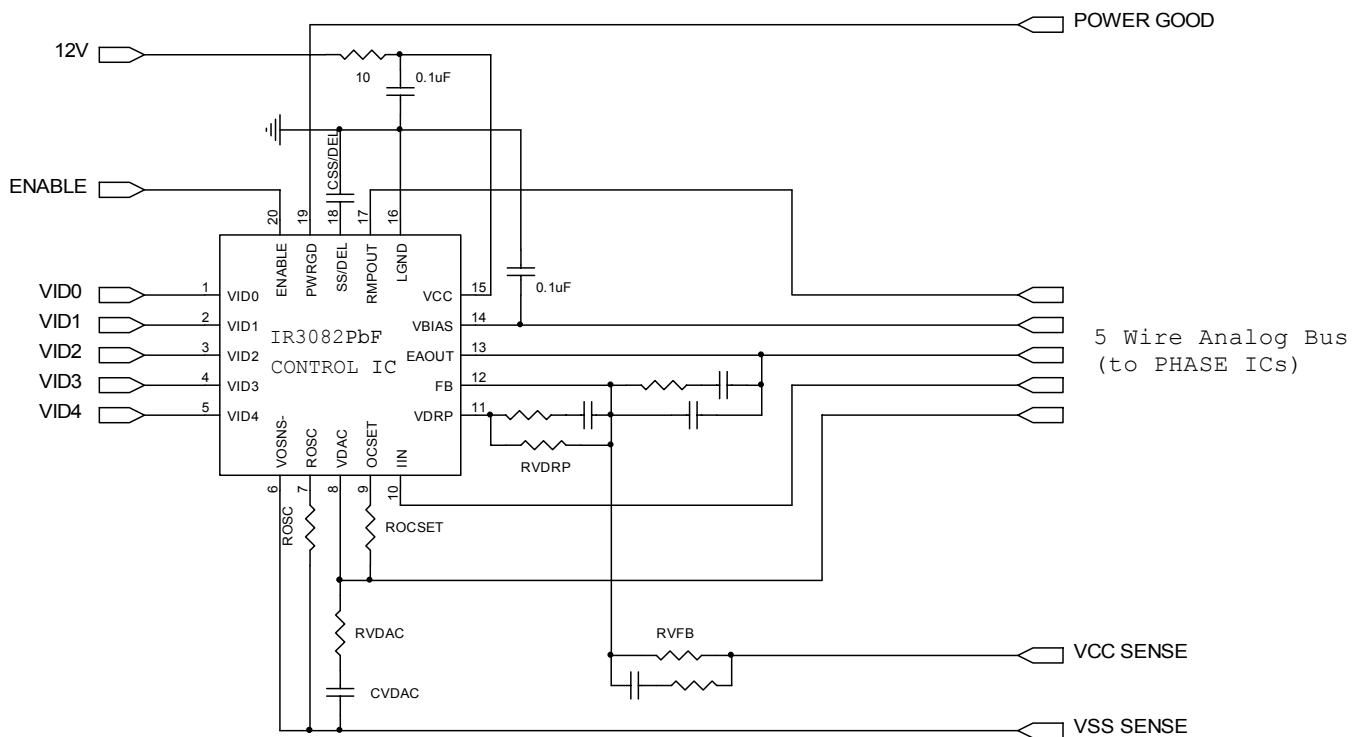 POWER GOOD
12V
10
0.1uF
CSS/DEL
ENABLE
20
19
18
17
16
ENABLE
PWRGD
SS/DEL
RMPOUT
LGND
0.1uF
VID0
1
VID0
VCC
15
VID1
2
VID1
VBIAS
14
5 Wire Analog Bus
(to PHASE ICs)
IR3082PbF
CONTROL IC
VID2
3
VID2
EAOUT
13
VID3
4
VID3
FB
12
VID4
5
VID4
VDRP
11
VOSNS-
ROSC
VDAC
OCSET
IIN
RVDRP
6
7
8
9
10
ROSC
ROCSET
RVDAC
RVFB
VCC SENSE
CVDAC
VSS SENSE